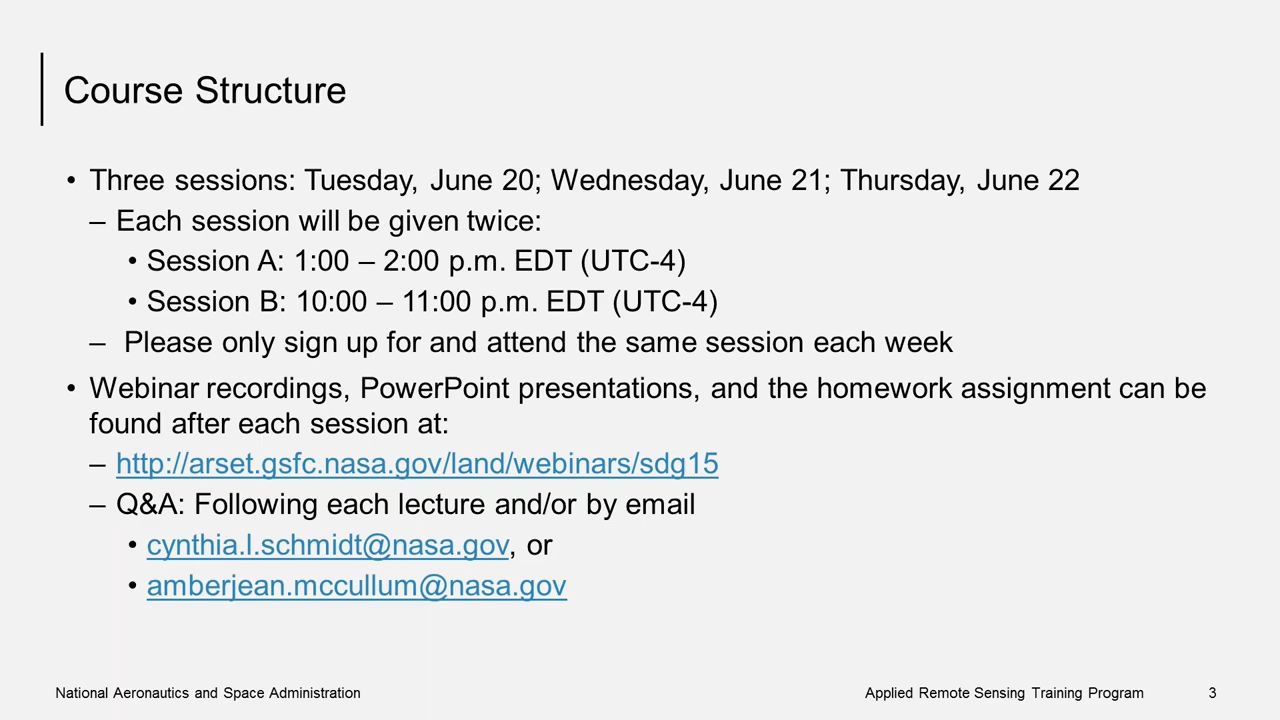 Course Structure
• Three sessions: Tuesday, June 20; Wednesday, June 21; Thursday, June 22
– Each session will be given twice:
• Session A: 1:00 – 2:00 p.m. EDT (UTC-4)
• Session B: 10:00 – 11:00 p.m. EDT (UTC-4)
– Please only sign up for and attend the same session each week
• Webinar recordings, PowerPoint presentations, and the homework assignment can be
found after each session at:
– http://arset.gsfc.nasa.gov/land/webinars/sdg15
– Q&A: Following each lecture and/or by email
• cynthia.l.schmidt@nasa.gov, or
• amberjean.mccullum@nasa.gov
National Aeronautics and Space Administration
Applied Remote Sensing Training Program
3